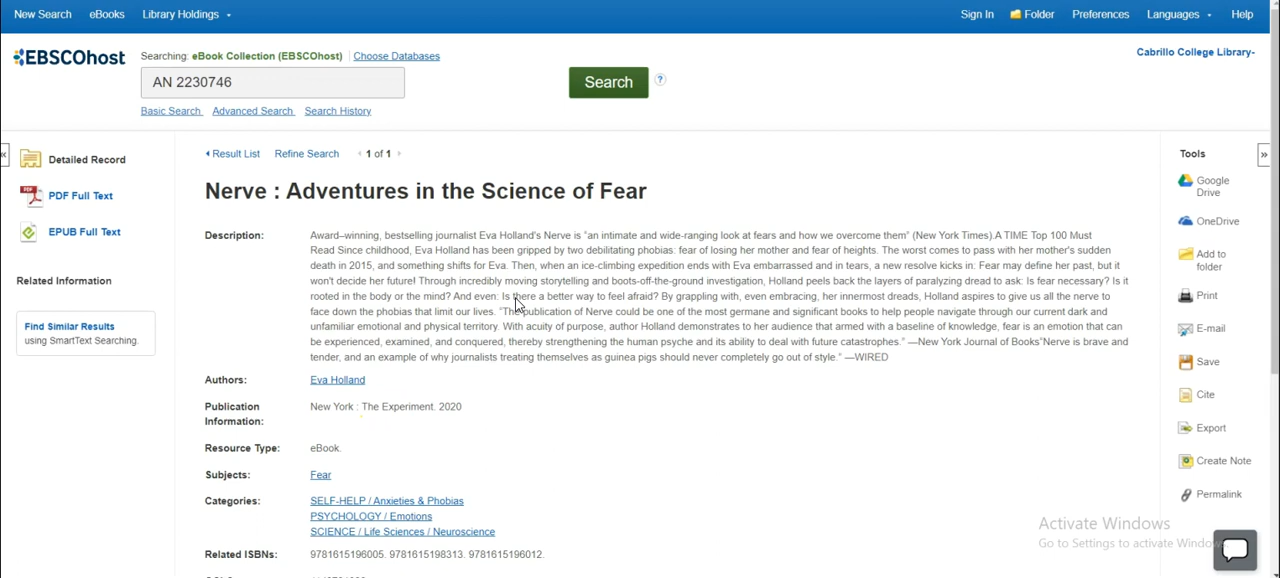 New Search eBooks Library Holdings Sign In Folder Preferences Languages Help
EBSCOhost Searching: eBook Collection (EBSCOhost) Choose Databases Cabrillo College Library-
AN 2230746 Search ?
Basic Search Advanced Search Search History
« Detailed Record
PDF Full Text
EPUB Full Text
Related Information
Find Similar Results
using SmartText Searching.
Result List Refine Search 1 of 1
Nerve : Adventures in the Science of Fear
Description: Award–winning, bestselling journalist Eva Holland's Nerve is “an intimate and wide-ranging look at fears and how we overcome them” (New York Times).A TIME Top 100 Must
Read Since childhood, Eva Holland has been gripped by two debilitating phobias: fear of losing her mother and fear of heights. The worst comes to pass with her mother's sudden
death in 2015, and something shifts for Eva. Then, when an ice-climbing expedition ends with Eva embarrassed and in tears, a new resolve kicks in: Fear may define her past, but it
won't decide her future! Through incredibly moving storytelling and boots-off-the-ground investigation, Holland peels back the layers of paralyzing dread to ask: Is fear necessary? Is it
rooted in the body or the mind? And even: Is there a better way to feel afraid? By grappling with, even embracing, her innermost dreads, Holland aspires to give us all the nerve to
face down the phobias that limit our lives. “The publication of Nerve could be one of the most germane and significant books to help people navigate through our current dark and
unfamiliar emotional and physical territory. With acuity of purpose, author Holland demonstrates to her audience that armed with a baseline of knowledge, fear is an emotion that can
be experienced, examined, and conquered, thereby strengthening the human psyche and its ability to deal with future catastrophes.” —New York Journal of Books“Nerve is brave and
tender, and an example of why journalists treating themselves as guinea pigs should never completely go out of style.” —WIRED
Authors: Eva Holland
Publication New York : The Experiment. 2020
Information:
Resource Type: eBook.
Subjects: Fear
Categories: SELF-HELP / Anxieties & Phobias
PSYCHOLOGY / Emotions
SCIENCE / Life Sciences / Neuroscience
Related ISBNs: 9781615196005. 9781615198313. 9781615196012.
Tools »
Google
Drive
OneDrive
Add to
folder
Print
E-mail
Save
Cite
Export
Create Note
Permalink
Activate Windows
Go to Settings to activate Windows